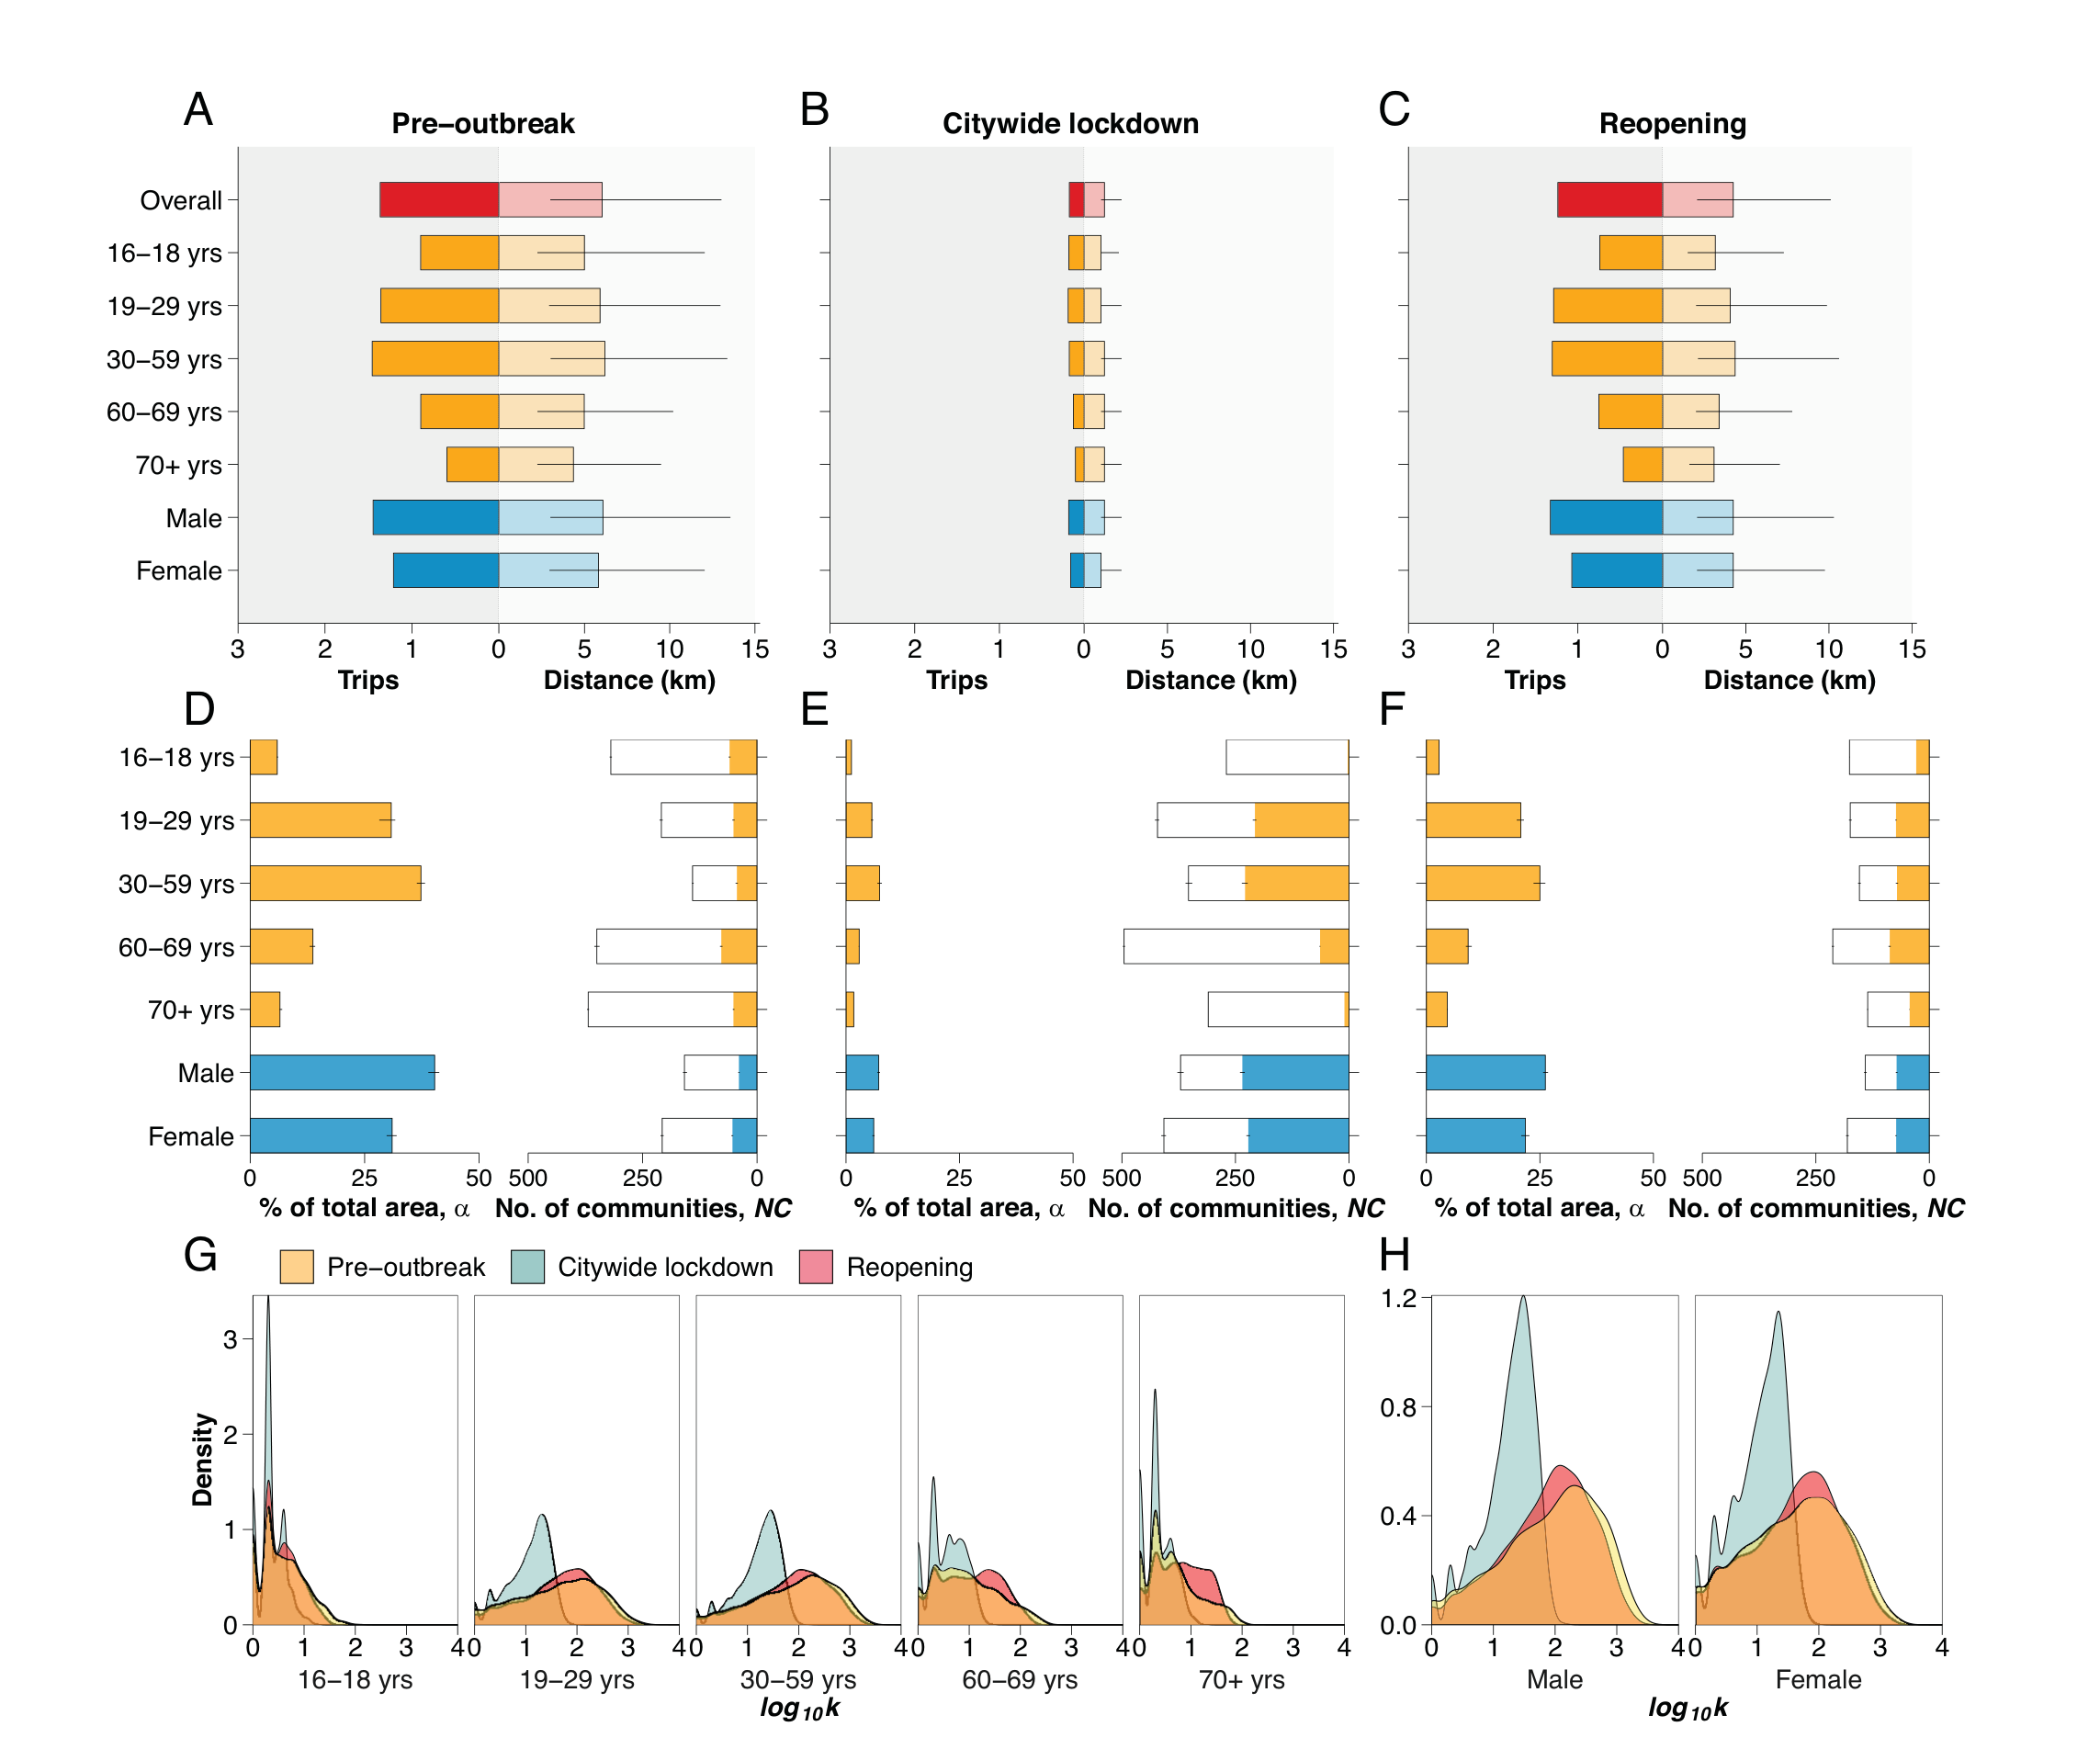 A B C
Pre−outbreak Citywide lockdown Reopening
Overall
16−18 yrs
19−29 yrs
30−59 yrs
60−69 yrs
70+ yrs
Male
Female
3 2 1 0 5 10 15 3 2 1 0 5 10 15 3 2 1 0 5 10 15
Trips Distance (km) Trips Distance (km) Trips Distance (km)
D E F
16−18 yrs
19−29 yrs
30−59 yrs
60−69 yrs
70+ yrs
Male
Female
0 25 50 500 250 0 0 25 50 500 250 0 0 25 50 500 250 0
% of total area, α No. of communities, NC % of total area, α No. of communities, NC % of total area, α No. of communities, NC
G Pre−outbreak Citywide lockdown Reopening H
Density
3
2
1
0
1.2
0.8
0.4
0.0
0 1 2 3 4 0 1 2 3 4 0 1 2 3 4 0 1 2 3 4 0 1 2 3 4 0 1 2 3 4 0 1 2 3 4
16−18 yrs 19−29 yrs 30−59 yrs 60−69 yrs 70+ yrs Male Female
log10k log10k